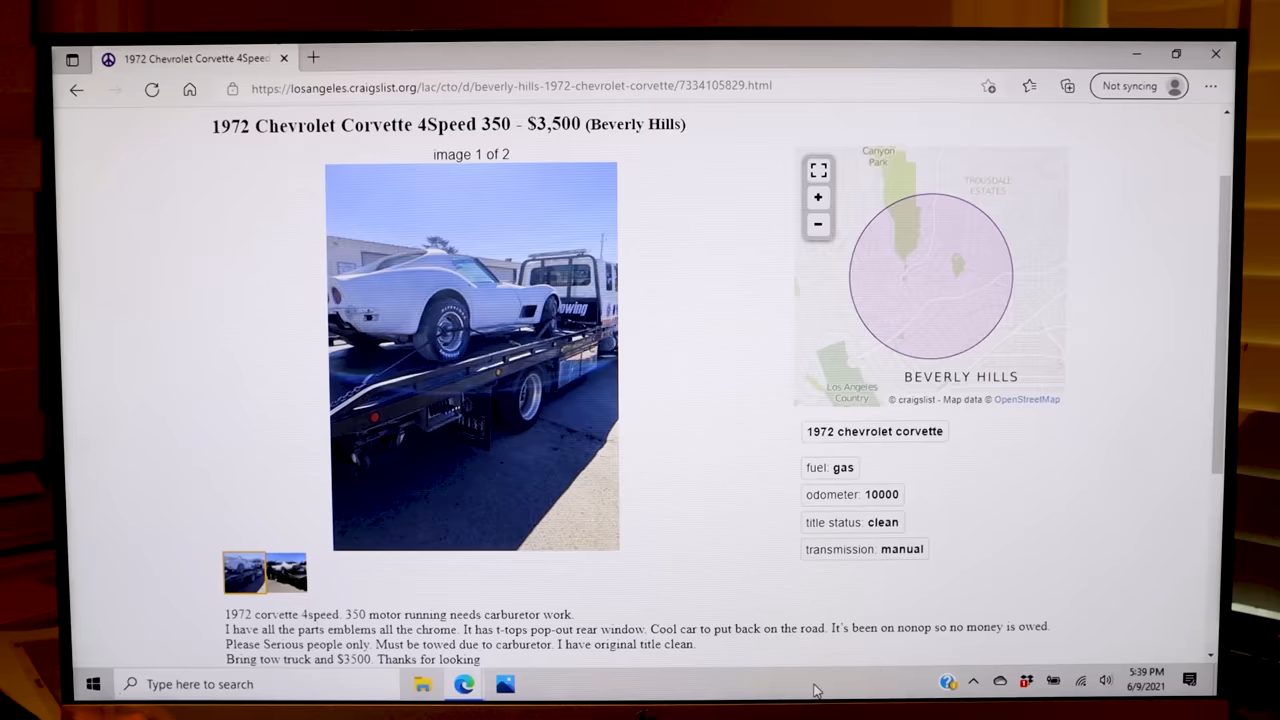 1972 Chevrolet Corvette 4Speed
https://losangeles.craigslist.org/lac/cto/d/beverly-hills-1972-chevrolet-corvette/7334105829.html
Not syncing
1972 Chevrolet Corvette 4Speed 350 - $3,500 (Beverly Hills)
image 1 of 2
owing
Canyon
Park
TROUSDALE
ESTATES
+
-
BEVERLY HILLS
Los Angeles
Country
© craigslist - Map data © OpenStreetMap
1972 chevrolet corvette
fuel: gas
odometer: 10000
title status: clean
transmission: manual
1972 corvette 4speed. 350 motor running needs carburetor work.
I have all the parts emblems all the chrome. It has t-tops pop-out rear window. Cool car to put back on the road. It's been on nonop so no money is owed.
Please Serious people only. Must be towed due to carburetor. I have original title clean.
Bring tow truck and $3500. Thanks for looking
Type here to search
5:39 PM
6/9/2021